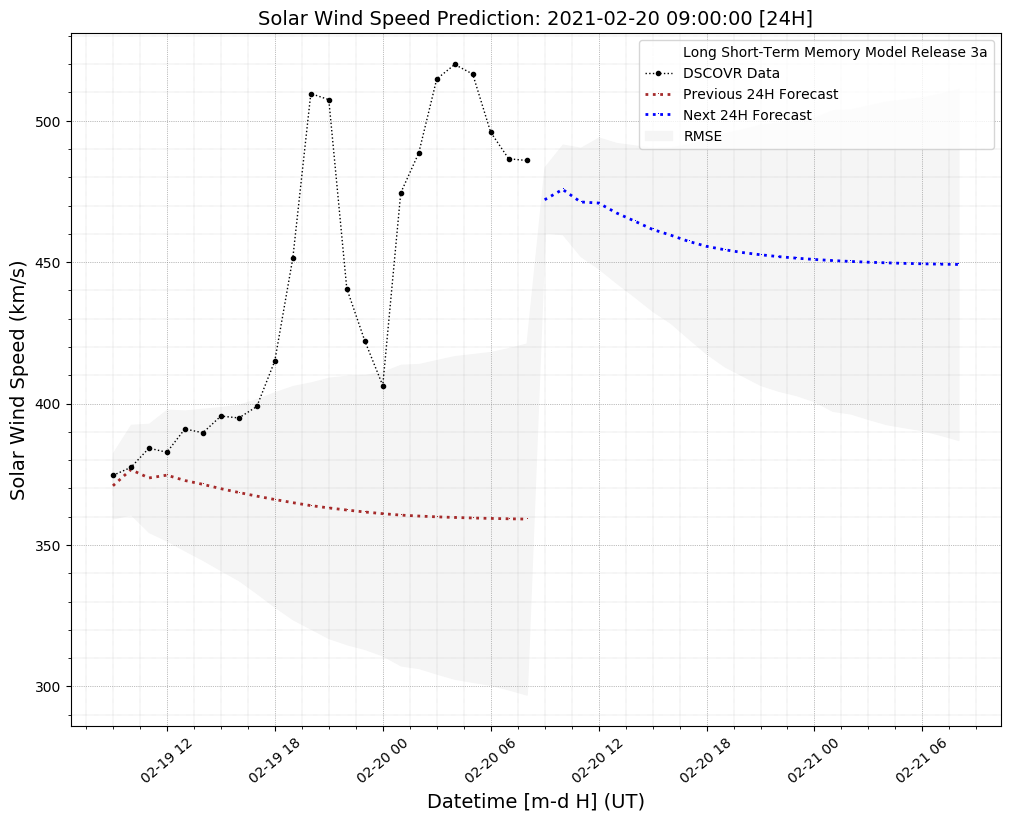 Solar Wind Speed Prediction: 2021-02-20 09:00:00 [24H]
Long Short-Term Memory Model Release 3a
DSCOVR Data
Previous 24H Forecast
Next 24H Forecast
RMSE
Solar Wind Speed (km/s)
500
450
400
350
300
02-19 12
02-19 18
02-20 00
02-20 06
02-20 12
02-20 18
02-21 00
02-21 06
Datetime [m-d H] (UT)